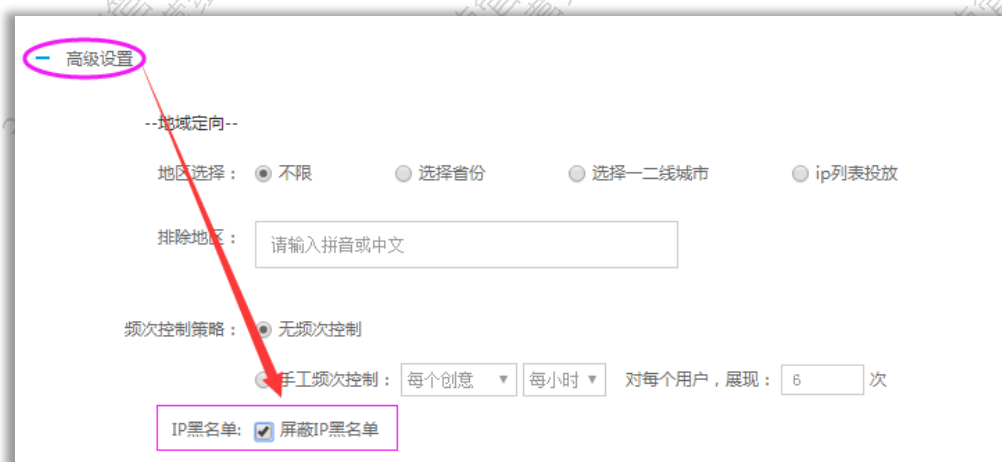 高级设置
--地域定向--
地区选择： 不限 选择省份 选择一二线城市 ip列表投放
排除地区： 请输入拼音或中文
频次控制策略： 无频次控制
手工频次控制： 每个创意 每小时 对每个用户，展现： 6 次
IP黑名单: 屏蔽IP黑名单